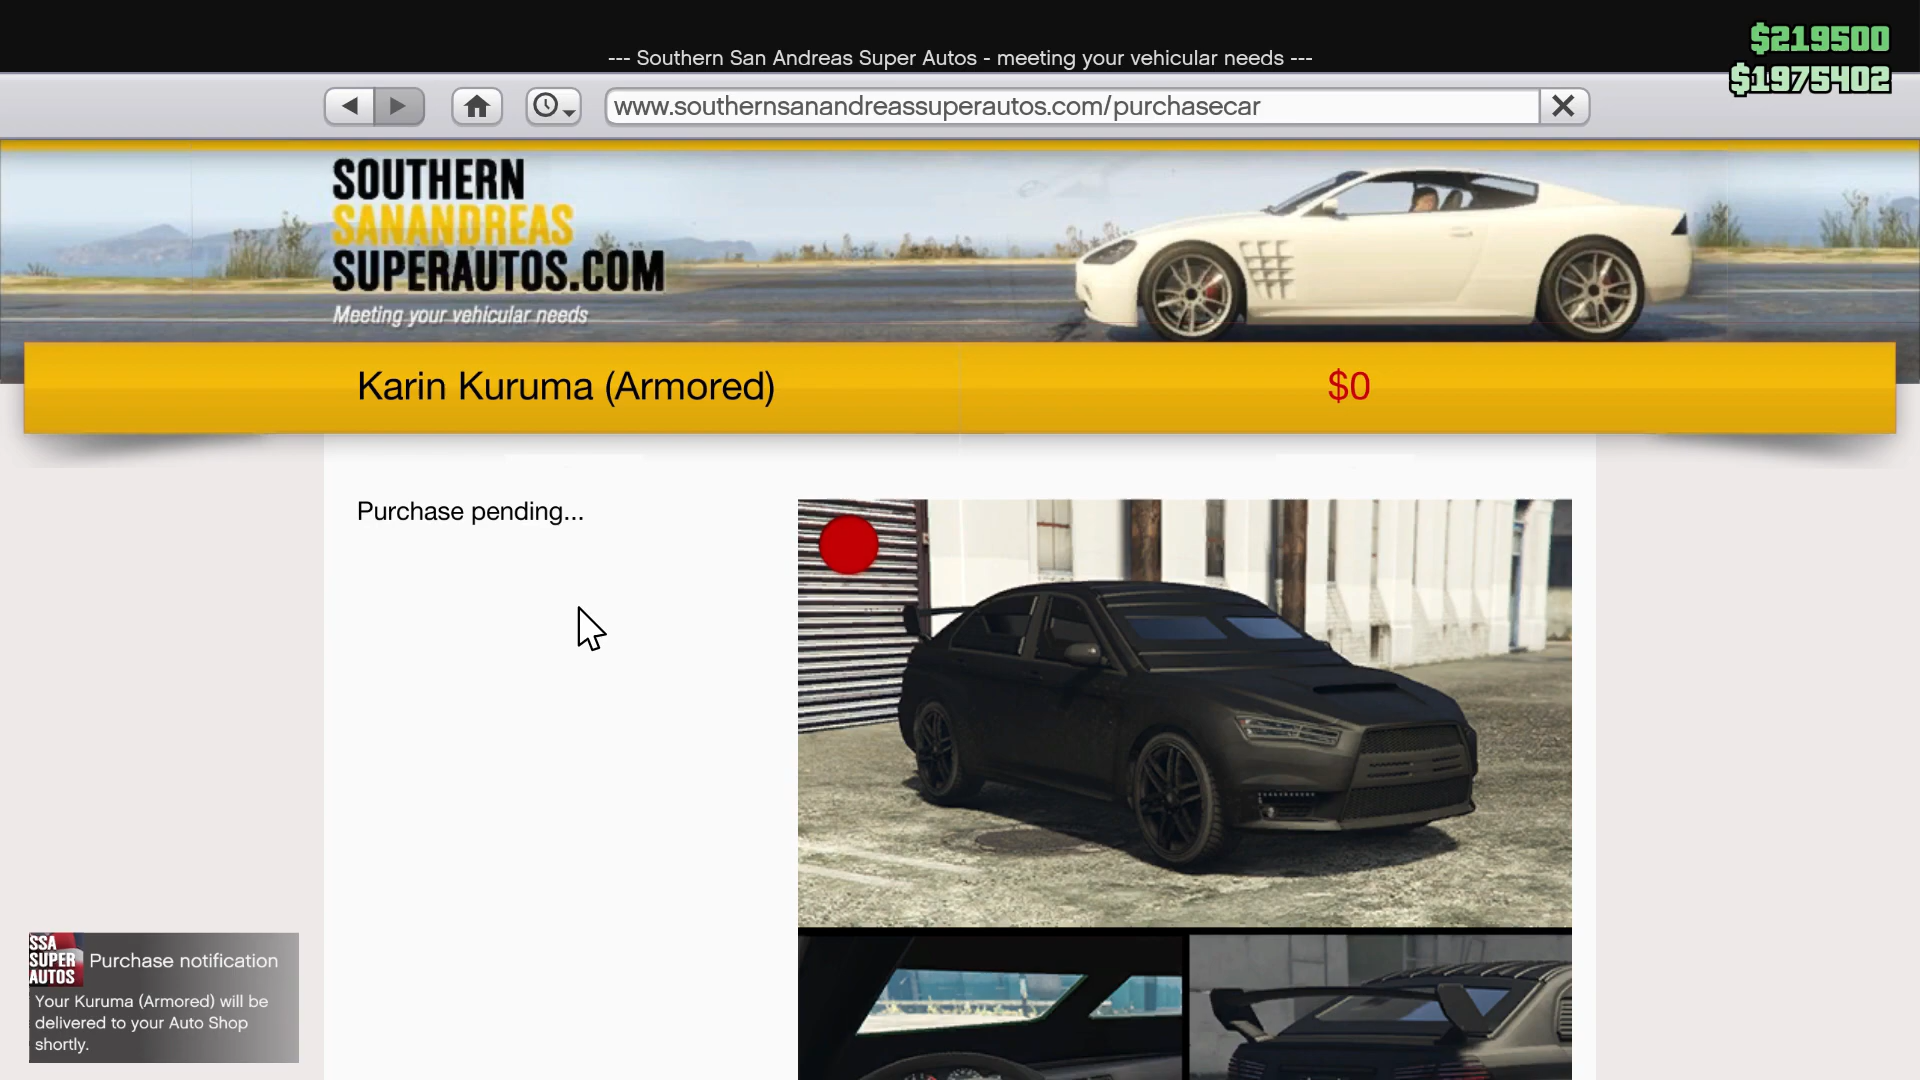 --- Southern San Andreas Super Autos - meeting your vehicular needs ---
$219500
$1975402
www.southernsanandreassuperautos.com/purchasecar
SOUTHERN
SANANDREAS
SUPERAUTOS.COM
Meeting your vehicular needs
Karin Kuruma (Armored)
$0
Purchase pending...
SSA
SUPER
AUTOS
Purchase notification
Your Kuruma (Armored) will be
delivered to your Auto Shop
shortly.